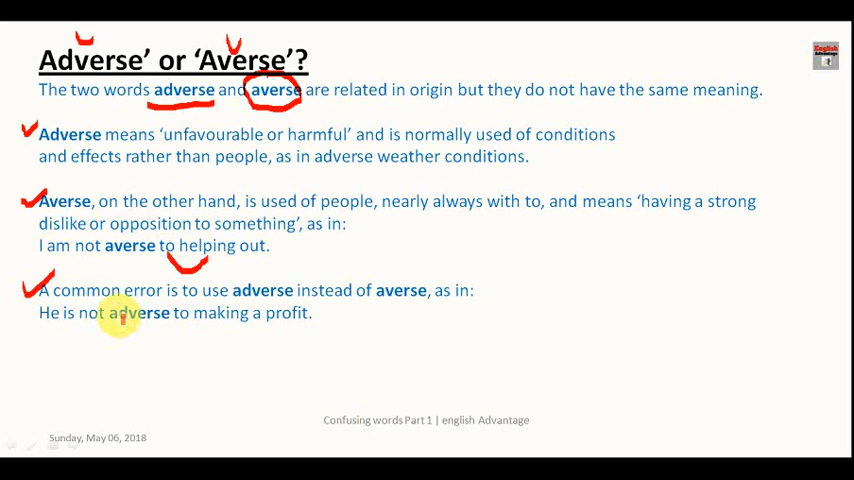 Adverse' or 'Averse'?
English
Advantage
The two words adverse and averse are related in origin but they do not have the same meaning.
Adverse means 'unfavourable or harmful' and is normally used of conditions
and effects rather than people, as in adverse weather conditions.
Averse, on the other hand, is used of people, nearly always with to, and means 'having a strong
dislike or opposition to something', as in:
I am not averse to helping out.
A common error is to use adverse instead of averse, as in:
He is not adverse to making a profit.
Confusing words Part 1 | english Advantage
Sunday, May 06, 2018